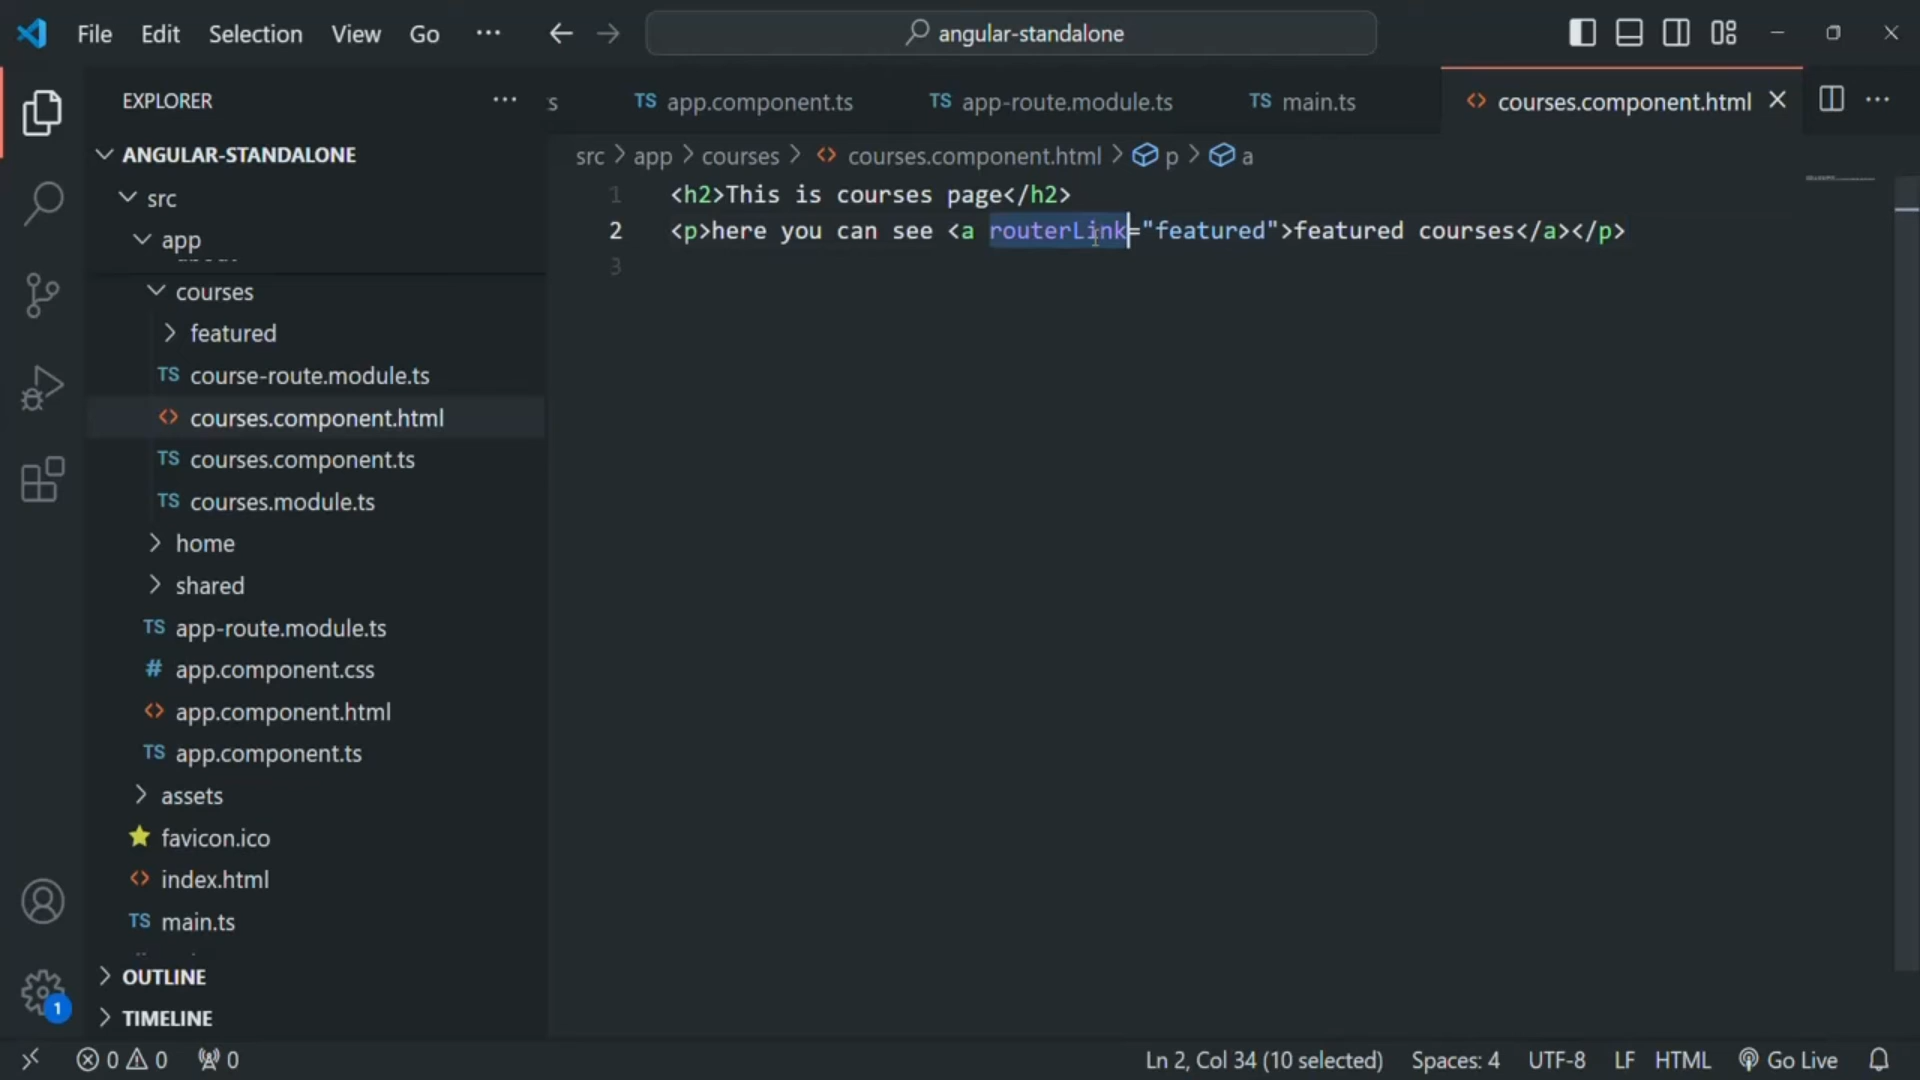 File Edit Selection View Go ··· angular-standalone
EXPLORER ···
s TS app.component.ts TS app-route.module.ts TS main.ts <> courses.component.html
ANGULAR-STANDALONE
src > app > courses > <> courses.component.html > p > a
src
app
courses
featured
TS course-route.module.ts
<> courses.component.html
TS courses.component.ts
TS courses.module.ts
home
shared
TS app-route.module.ts
# app.component.css
<> app.component.html
TS app.component.ts
assets
favicon.ico
<> index.html
TS main.ts
OUTLINE
TIMELINE
1 <h2>This is courses page</h2>
2 <p>here you can see <a routerLink="featured">featured courses</a></p>
3
1
0 0 0 Ln 2, Col 34 (10 selected) Spaces: 4 UTF-8 LF HTML Go Live